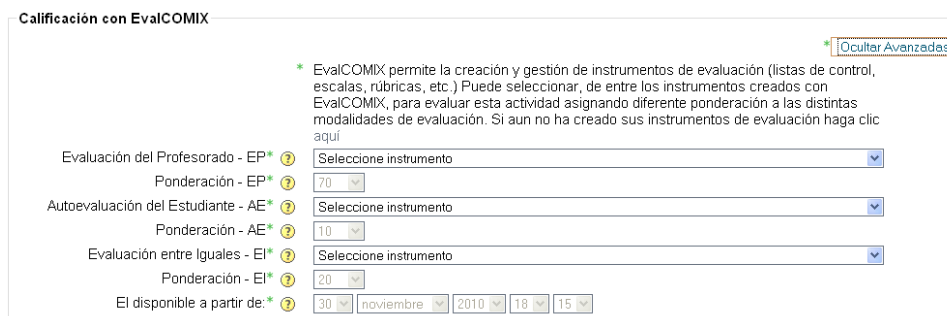 Calificación con EvalCOMIX
* Ocultar Avanzadas
* EvalCOMIX permite la creación y gestión de instrumentos de evaluación (listas de control,
escalas, rúbricas, etc.) Puede seleccionar, de entre los instrumentos creados con
EvalCOMIX, para evaluar esta actividad asignando diferente ponderación a las distintas
modalidades de evaluación. Si aun no ha creado sus instrumentos de evaluación haga clic
aquí
Evaluación del Profesorado - EP* ? Seleccione instrumento
Ponderación - EP* ? 70
Autoevaluación del Estudiante - AE* ? Seleccione instrumento
Ponderación - AE* ? 10
Evaluación entre Iguales - EI* ? Seleccione instrumento
Ponderación - EI* ? 20
EI disponible a partir de:* ? 30 noviembre 2010 18 15